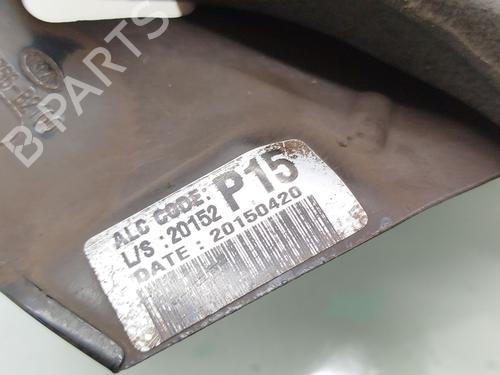 B-PARTS
ALC CODE: P15
L/S : 20152
DATE : 20150420